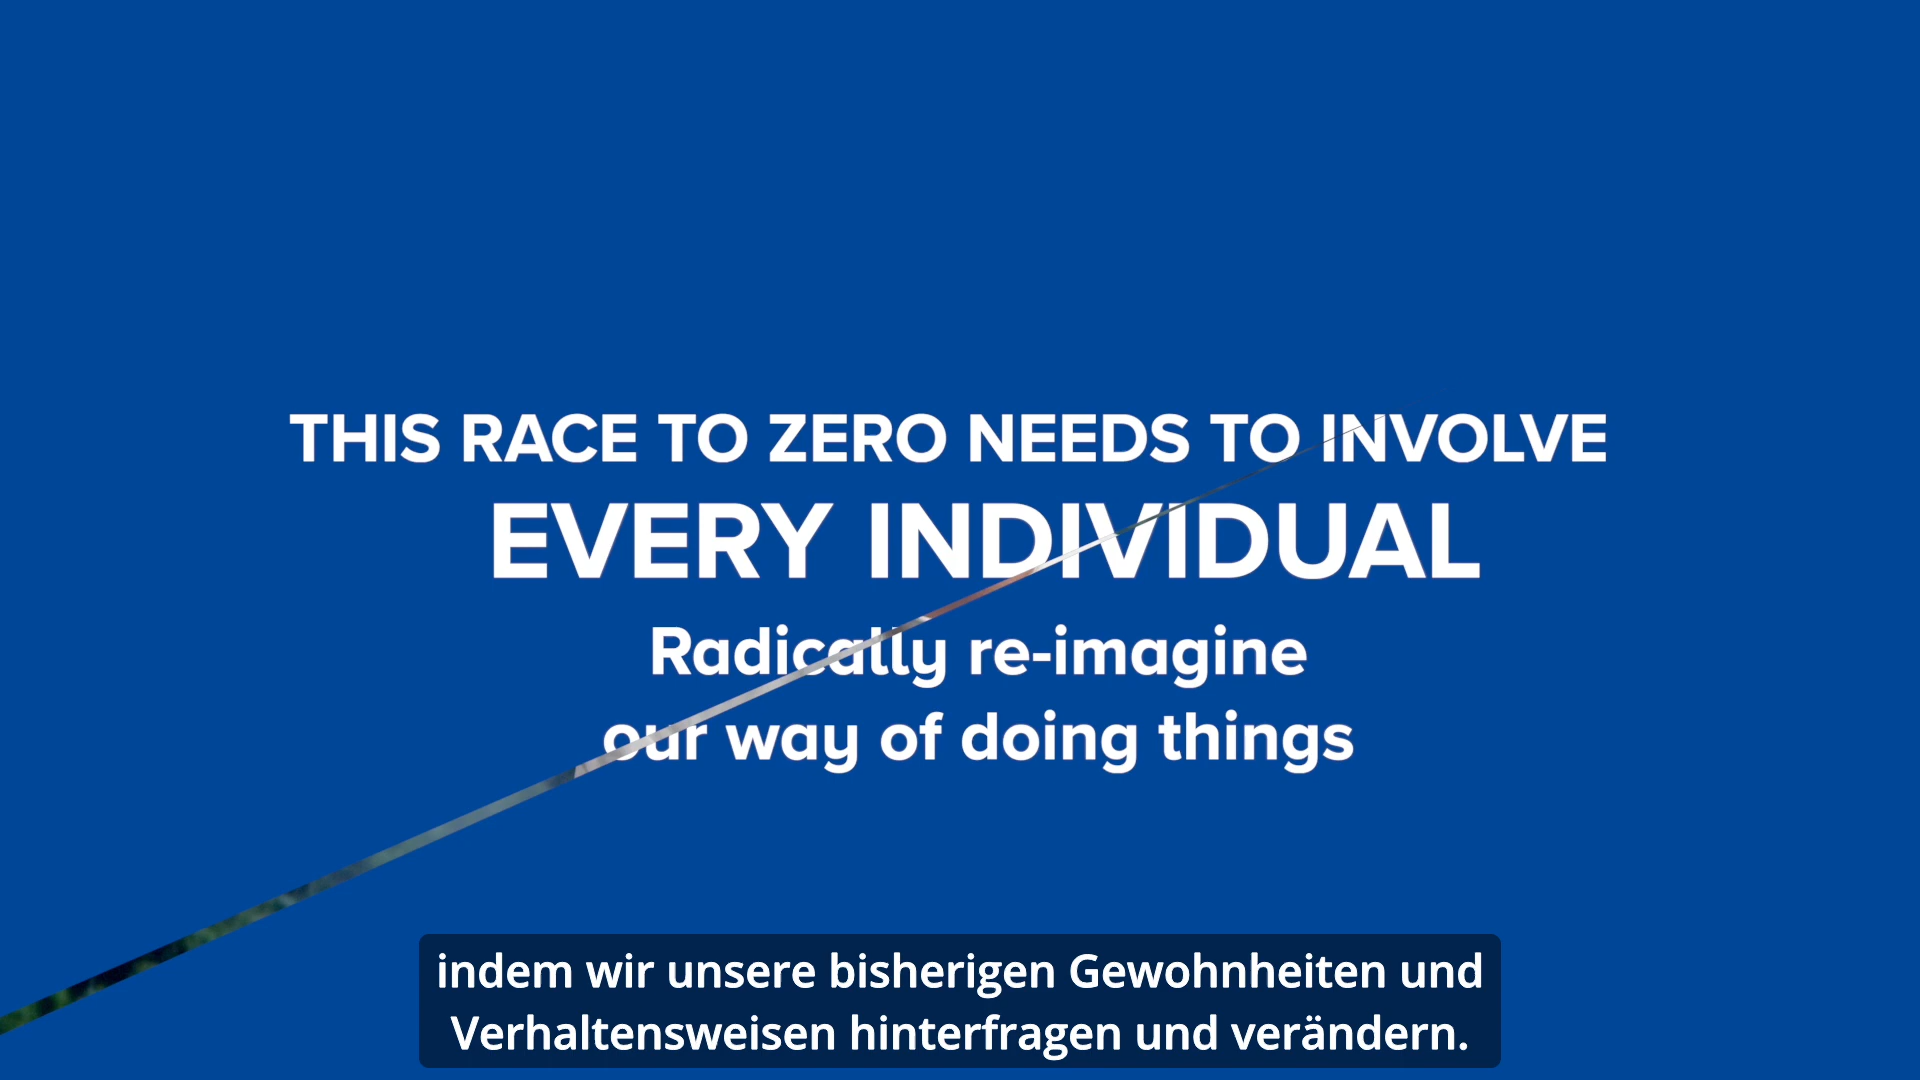 THIS RACE TO ZERO NEEDS TO INVOLVE
EVERY INDIVIDUAL
Radically re-imagine
our way of doing things
indem wir unsere bisherigen Gewohnheiten und
Verhaltensweisen hinterfragen und verändern.